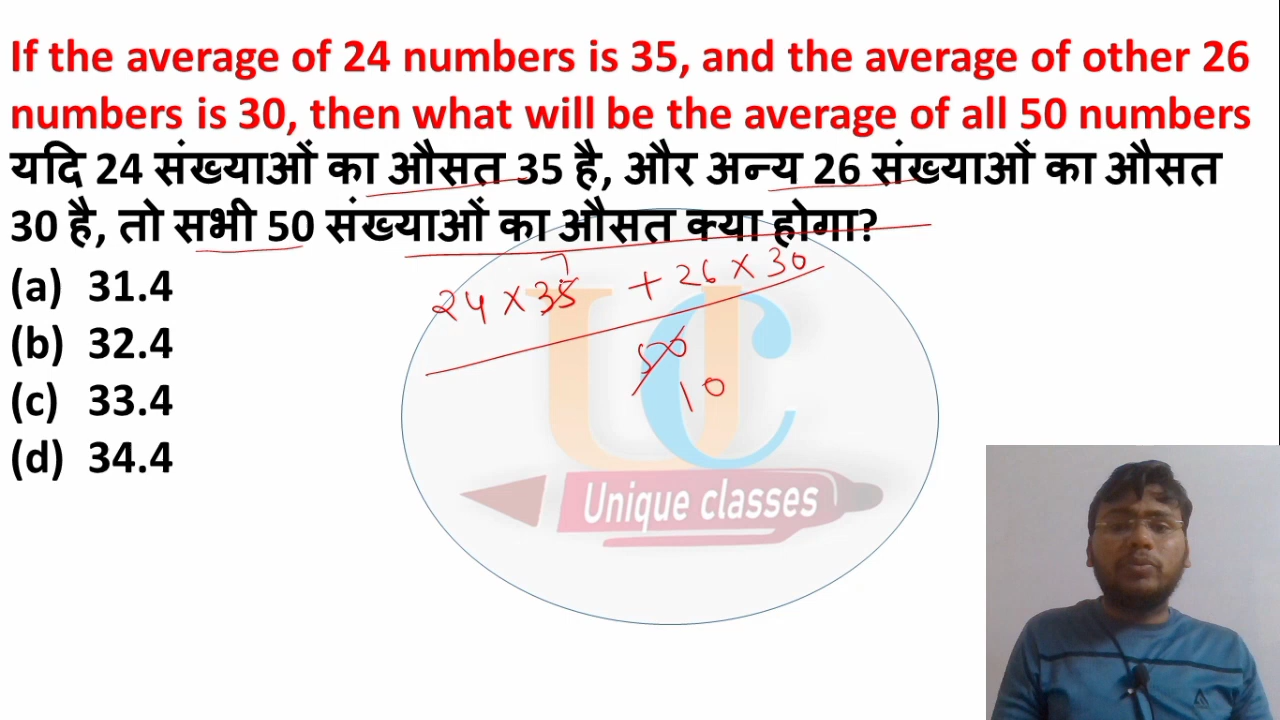 If the average of 24 numbers is 35, and the average of other 26
numbers is 30, then what will be the average of all 50 numbers
यदि 24 संख्याओं का औसत 35 है, और अन्य 26 संख्याओं का औसत
30 है, तो सभी 50 संख्याओं का औसत क्या होगा?
(a) 31.4
(b) 32.4
(c) 33.4
(d) 34.4
7
24 × 35 + 26 × 30
50
10
UC
Unique classes